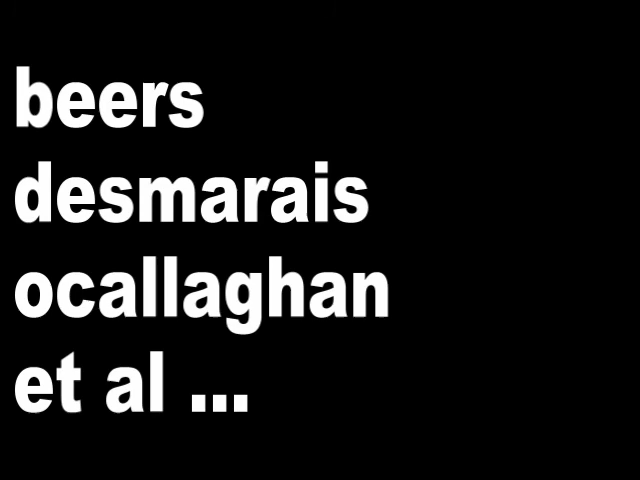 beers
desmarais
ocallaghan
et al ...